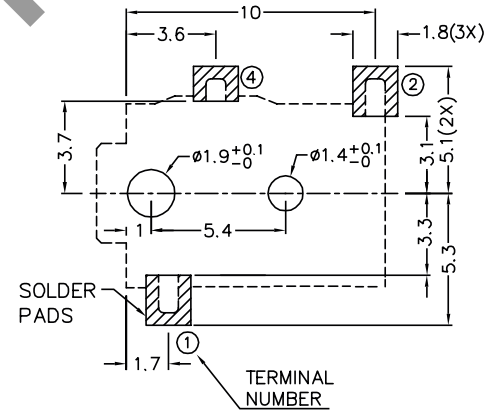 10
3.6
1.8(3X)
④
②
3.7
ø1.9+0.1-0
ø1.4+0.1-0
3.1
5.1(2X)
1
5.4
3.3
5.3
SOLDER
PADS
①
1.7
TERMINAL
NUMBER